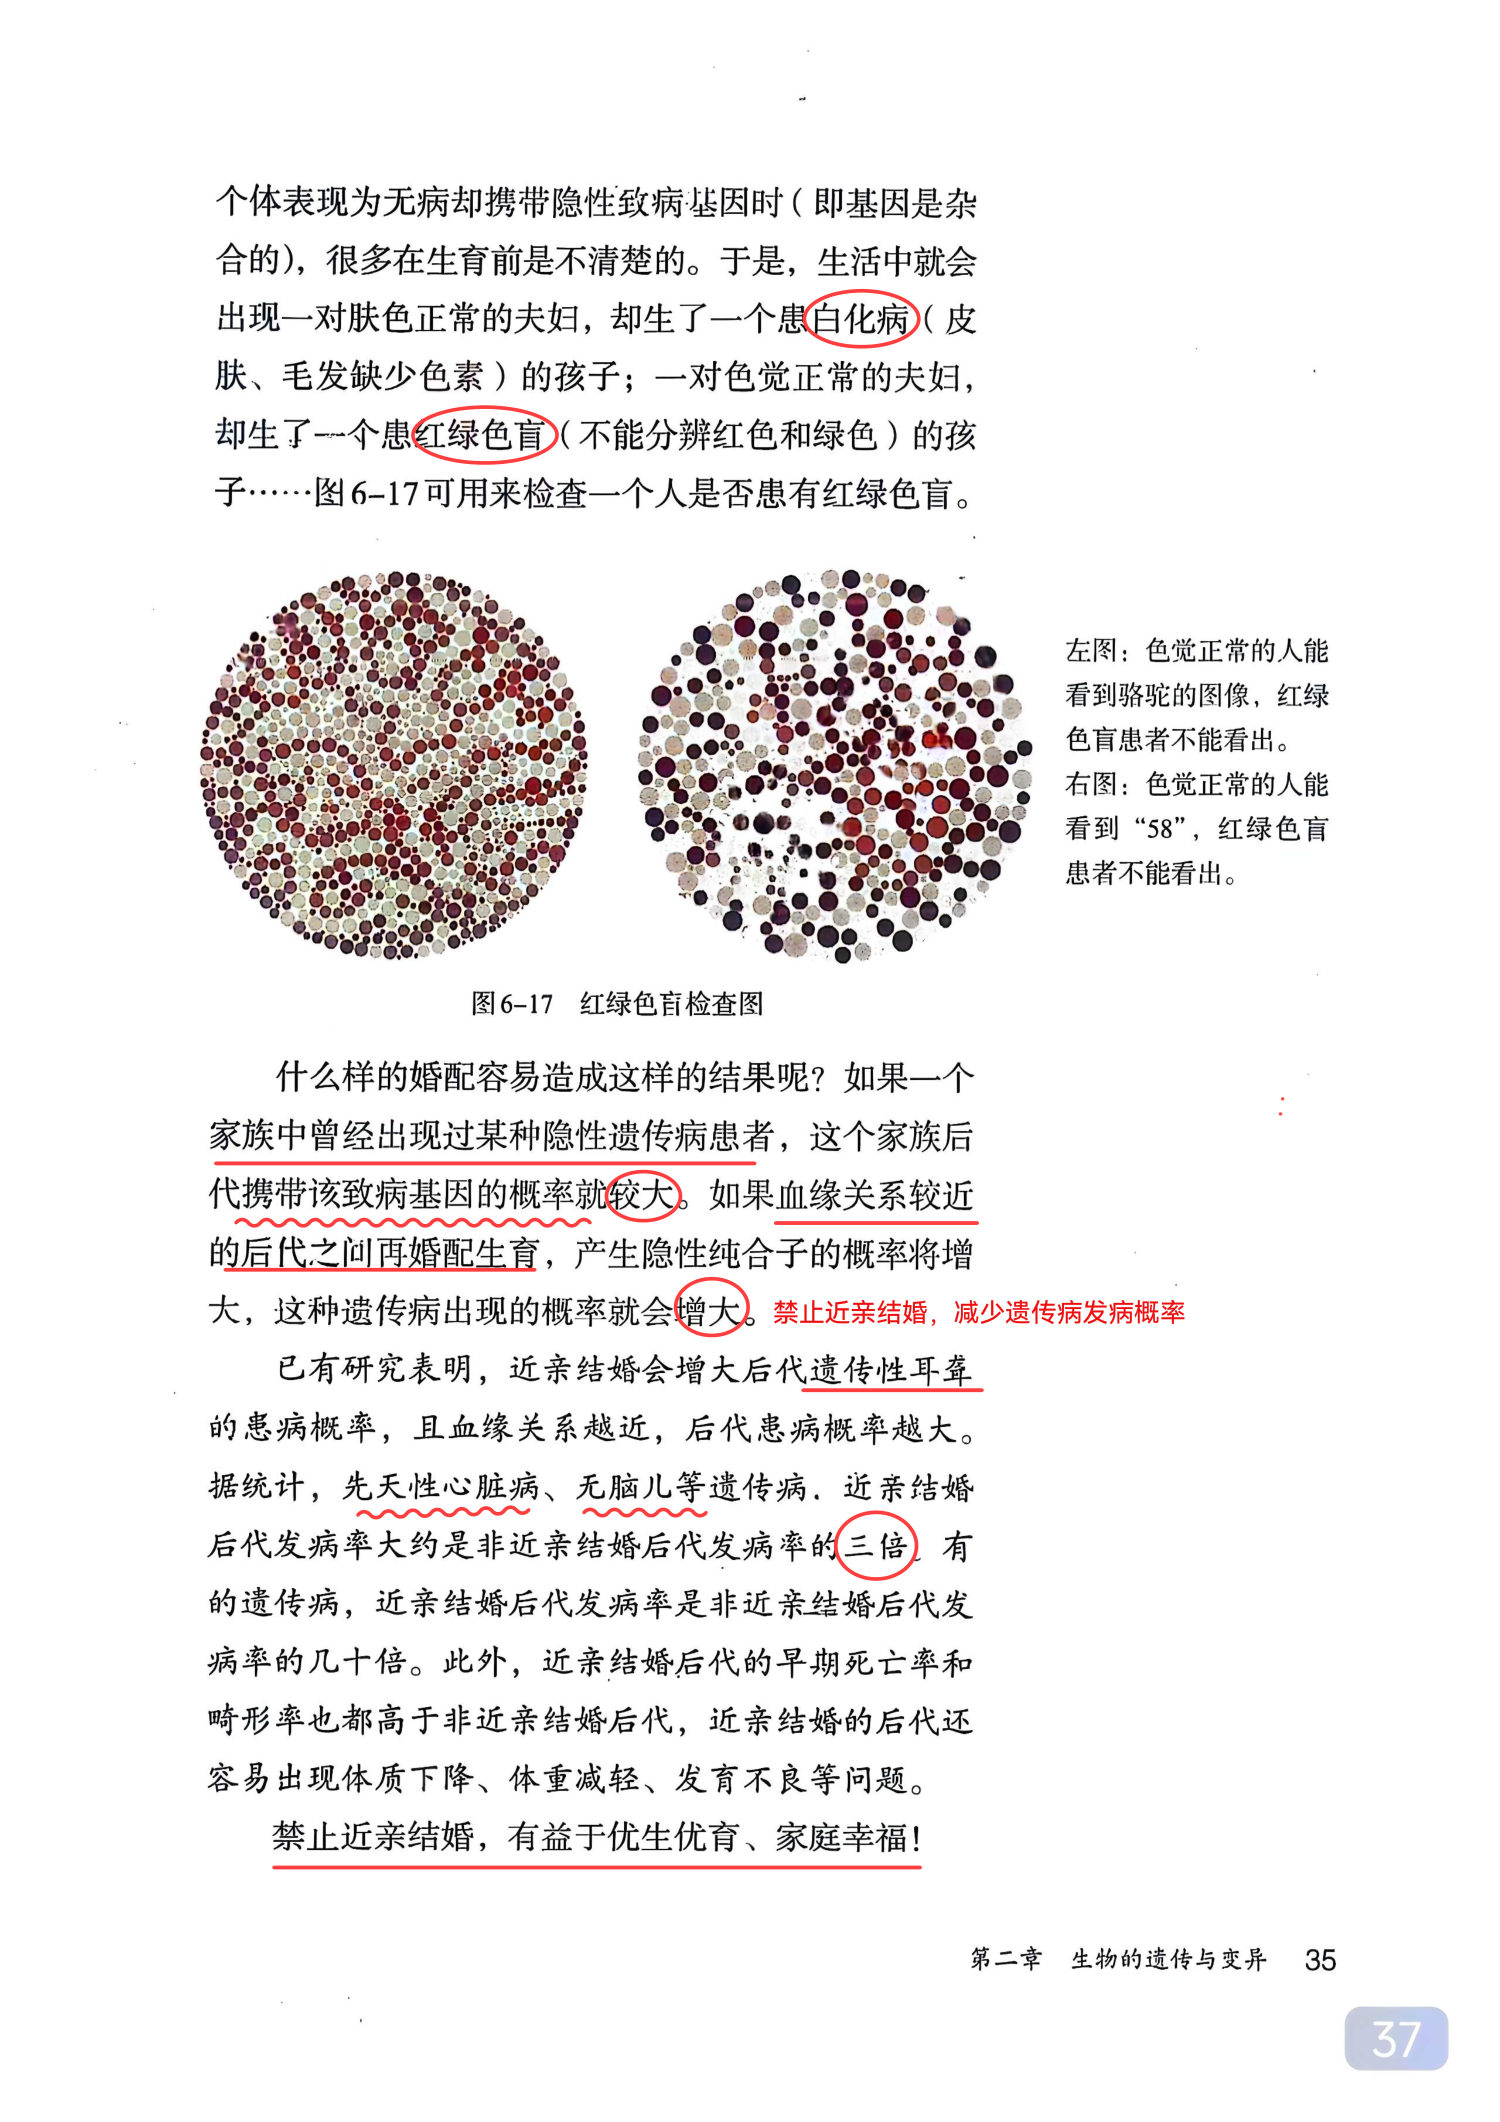 个体表现为无病却携带隐性致病基因时（即基因是杂
合的），很多在生育前是不清楚的。于是，生活中就会
出现一对肤色正常的夫妇，却生了一个患白化病（皮
肤、毛发缺少色素）的孩子；一对色觉正常的夫妇，
却生了一个患红绿色盲（不能分辨红色和绿色）的孩
子……图6-17可用来检查一个人是否患有红绿色盲。
左图：色觉正常的人能
看到骆驼的图像，红绿
色盲患者不能看出。
右图：色觉正常的人能
看到“58”，红绿色盲
患者不能看出。
图6-17 红绿色盲检查图
什么样的婚配容易造成这样的结果呢？如果一个
家族中曾经出现过某种隐性遗传病患者，这个家族后
代携带该致病基因的概率就较大。如果血缘关系较近
的后代之间再婚配生育，产生隐性纯合子的概率将增
大，这种遗传病出现的概率就会增大。禁止近亲结婚，减少遗传病发病概率
已有研究表明，近亲结婚会增大后代遗传性耳聋
的患病概率，且血缘关系越近，后代患病概率越大。
据统计，先天性心脏病、无脑儿等遗传病，近亲结婚
后代发病率大约是非近亲结婚后代发病率的三倍。有
的遗传病，近亲结婚后代发病率是非近亲结婚后代发
病率的几十倍。此外，近亲结婚后代的早期死亡率和
畸形率也都高于非近亲结婚后代，近亲结婚的后代还
容易出现体质下降、体重减轻、发育不良等问题。
禁止近亲结婚，有益于优生优育、家庭幸福！
第二章 生物的遗传与变异 35
37